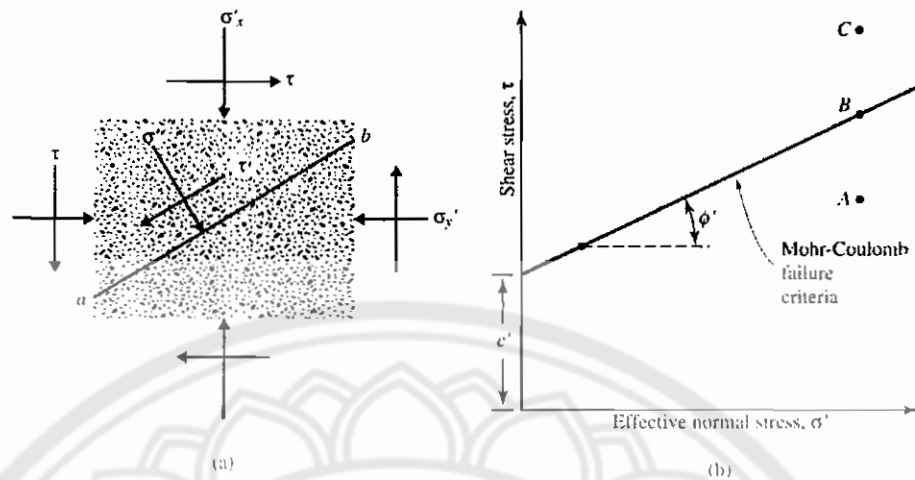 σ'ₓ
τ
τ
σ'
τ'
b
σy'
a
(a)
Shear stress, τ
C
B
A
ϕ'
Mohr-Coulomb
failure
criteria
c'
Effective normal stress, σ'
(b)